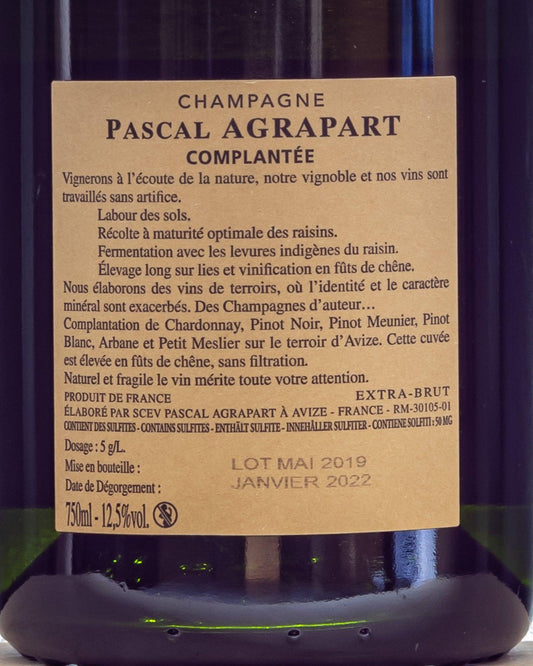 CHAMPAGNE
PASCAL AGRAPART
COMPLANTÉE
Vignerons à l'écoute de la nature, notre vignoble et nos vins sont
travaillés sans artifice.
Labour des sols.
Récolte à maturité optimale des raisins.
Fermentation avec les levures indigènes du raisin.
Élevage long sur lies et vinification en fûts de chêne.
Nous élaborons des vins de terroirs, où l'identité et le caractère
minéral sont exacerbés. Des Champagnes d'auteur…
Complantation de Chardonnay, Pinot Noir, Pinot Meunier, Pinot
Blanc, Arbane et Petit Meslier sur le terroir d'Avize. Cette cuvée
est élevée en fûts de chêne, sans filtration.
Naturel et fragile le vin mérite toute votre attention.
PRODUIT DE FRANCE EXTRA-BRUT
ÉLABORÉ PAR SCEV PASCAL AGRAPART À AVIZE - FRANCE - RM-30105-01
CONTIENT DES SULFITES - CONTAINS SULFITES - ENTHÄLT SULFITE - INNEHÅLLER SULFITER - CONTIENE SOLFITI : 50 MG
Dosage : 5 g/L.
Mise en bouteille : LOT MAI 2019
Date de Dégorgement : JANVIER 2022
750ml - 12,5%vol.